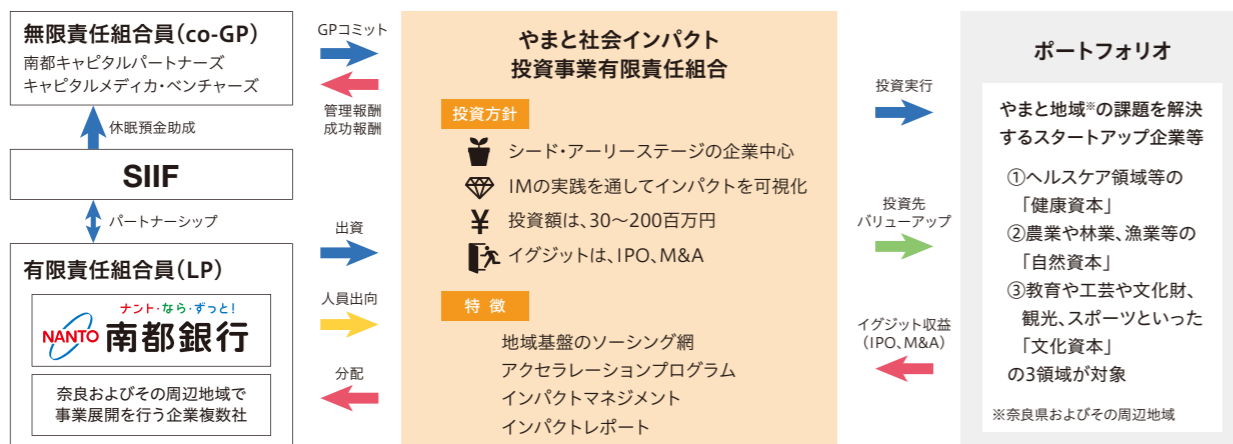 無限責任組合員（co-GP）
南都キャピタルパートナーズ
キャピタルメディカ・ベンチャーズ
休眠預金助成
SIIF
パートナーシップ
有限責任組合員（LP）
ナント・なら・ずっと!
NANTO 南都銀行
奈良およびその周辺地域で
事業展開を行う企業複数社
GPコミット
管理報酬
成功報酬
出資
人員出向
分配
やまと社会インパクト
投資事業有限責任組合
投資方針
シード・アーリーステージの企業中心
IMの実践を通してインパクトを可視化
¥ 投資額は、30～200百万円
イグジットは、IPO、M&A
特 徴
地域基盤のソーシング網
アクセラレーションプログラム
インパクトマネジメント
インパクトレポート
投資実行
投資先
バリューアップ
イグジット収益
（IPO、M&A）
ポートフォリオ
やまと地域※の課題を解決
するスタートアップ企業等
①ヘルスケア領域等の
「健康資本」
②農業や林業、漁業等の
「自然資本」
③教育や工芸や文化財、
観光、スポーツといった
「文化資本」
の3領域が対象
※奈良県およびその周辺地域